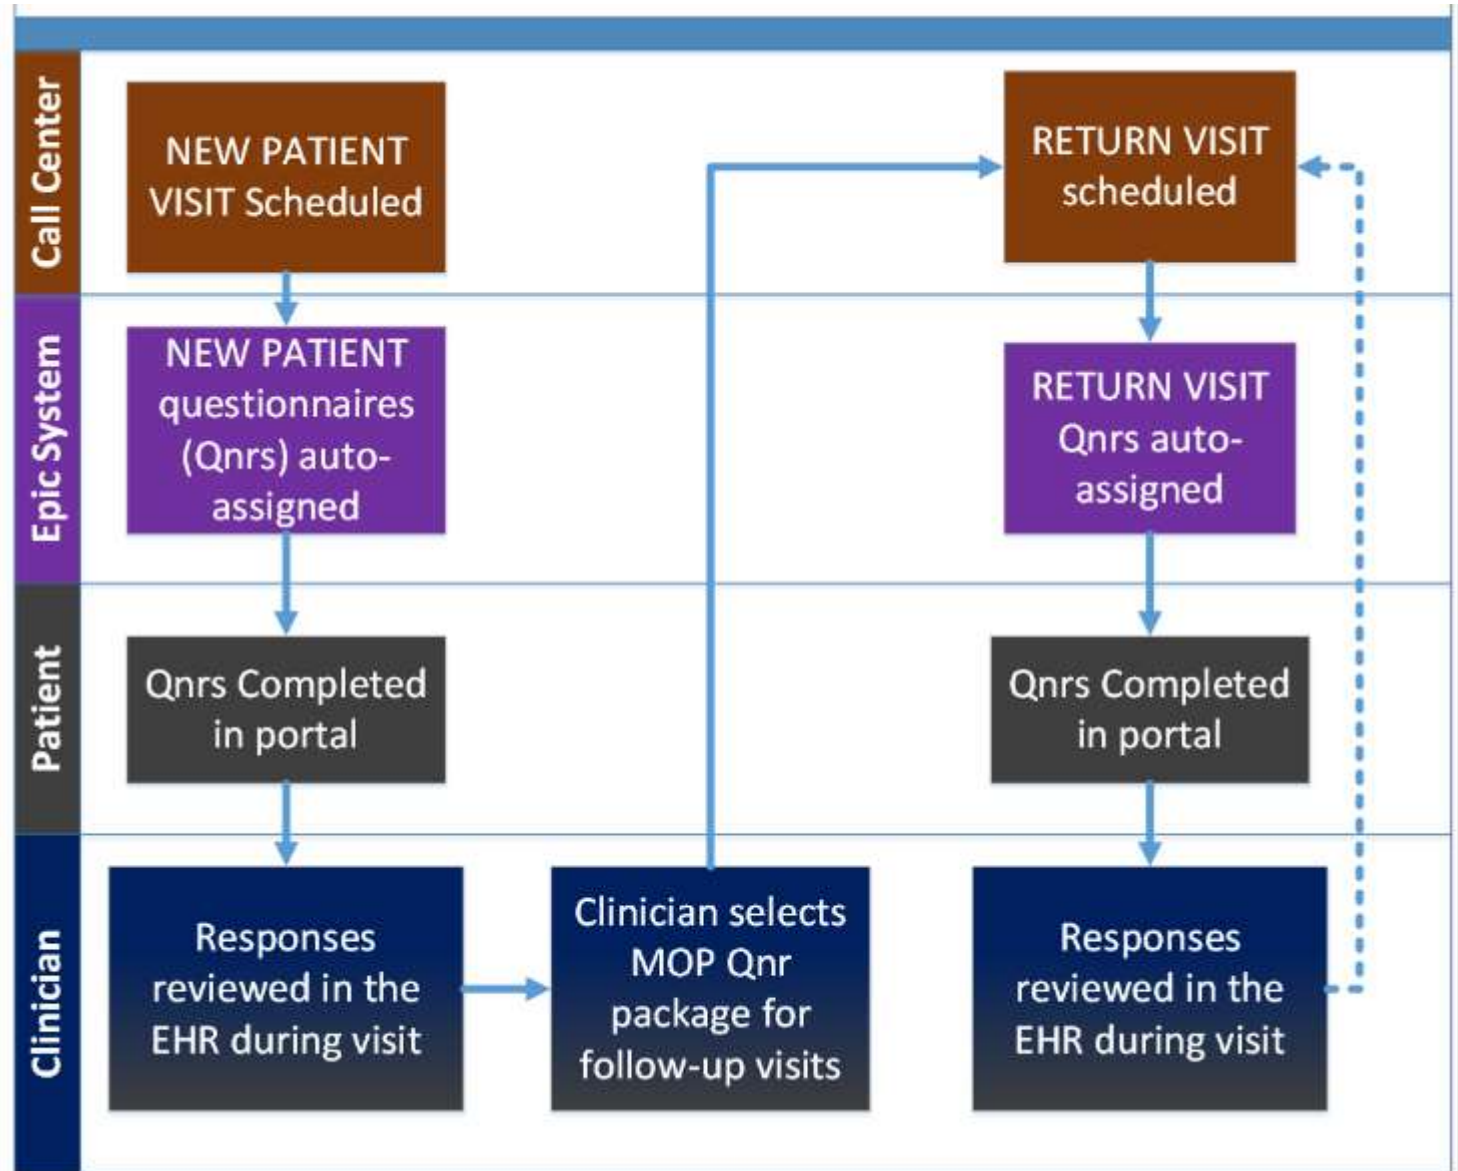 Call Center
NEW PATIENT
VISIT Scheduled
RETURN VISIT
scheduled
Epic System
NEW PATIENT
questionnaires
(Qnrs) auto-
assigned
RETURN VISIT
Qnrs auto-
assigned
Patient
Qnrs Completed
in portal
Qnrs Completed
in portal
Clinician
Responses
reviewed in the
EHR during visit
Clinician selects
MOP Qnr
package for
follow-up visits
Responses
reviewed in the
EHR during visit